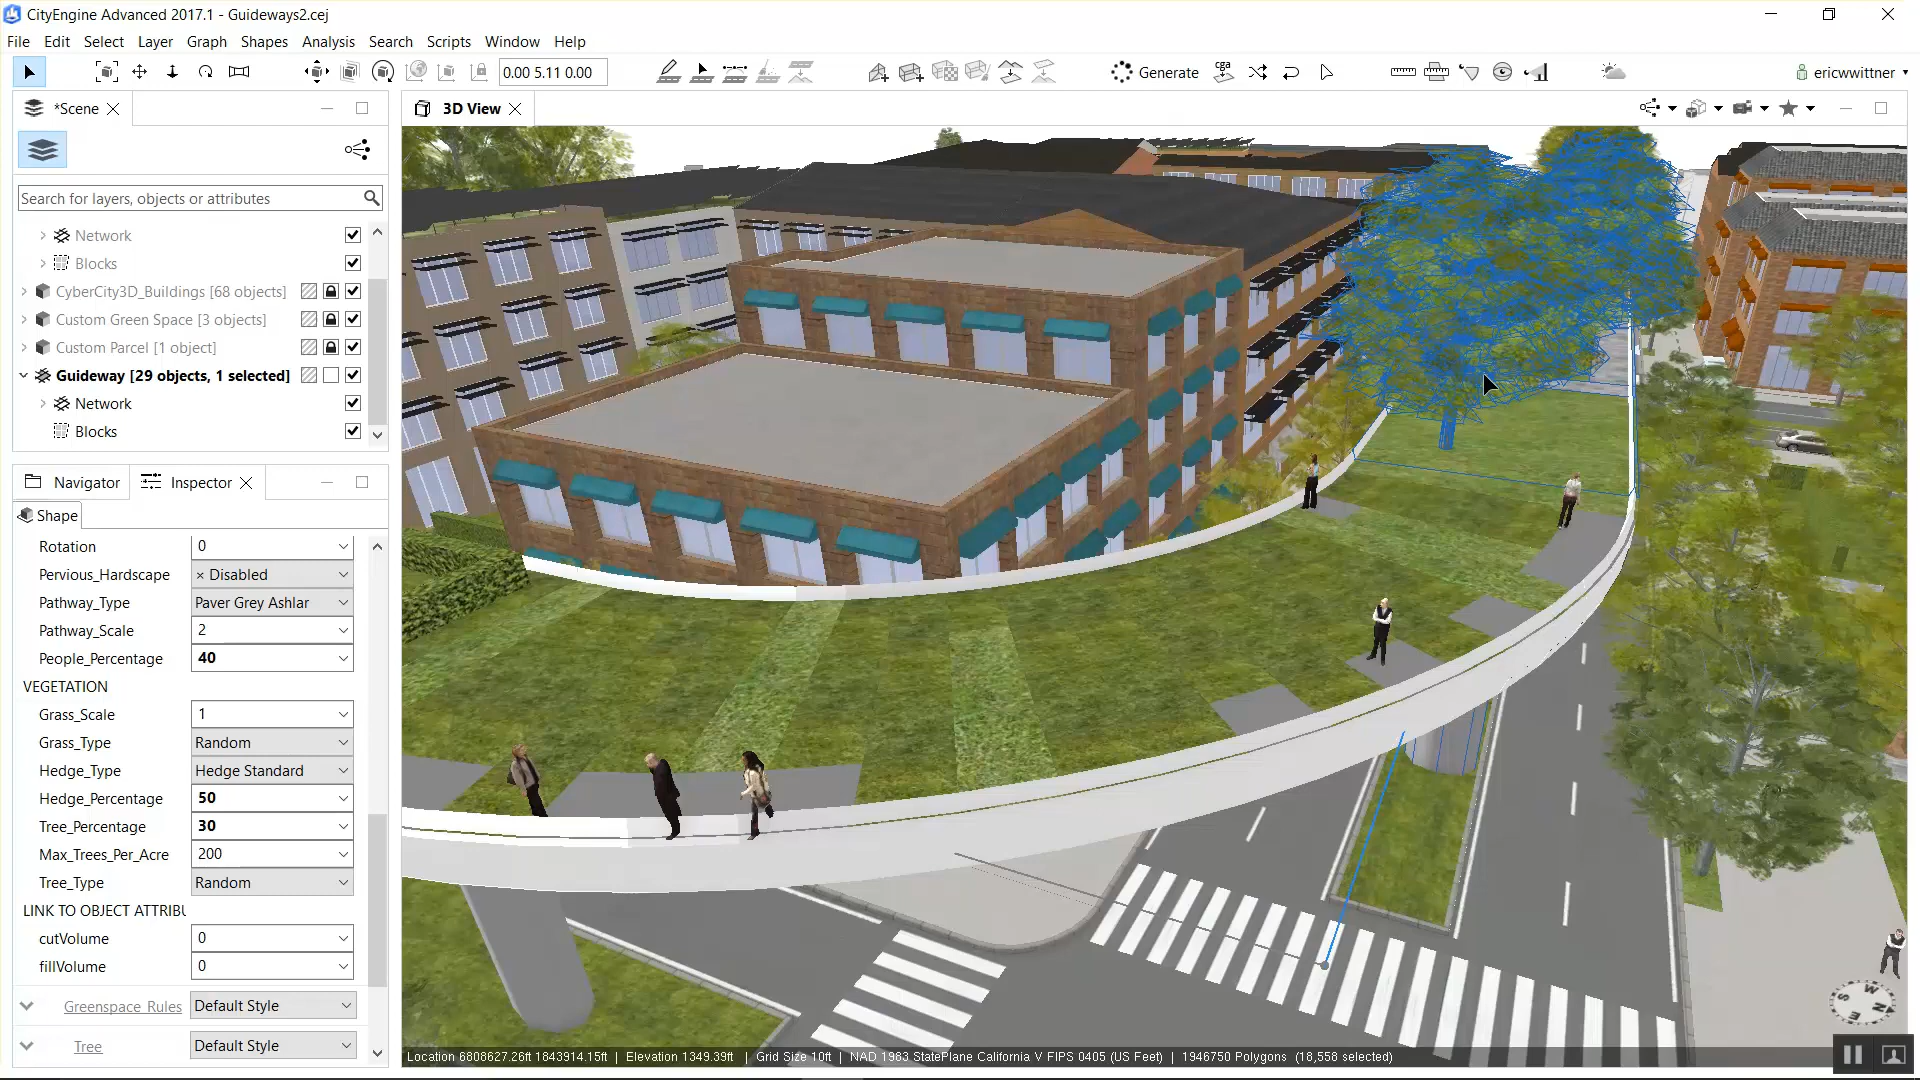 CityEngine Advanced 2017.1 - Guideways2.cej
File Edit Select Layer Graph Shapes Analysis Search Scripts Window Help
0.00 5.11 0.00
cga
Generate
ericwwittner
*Scene
3D View
Search for layers, objects or attributes
Network
Blocks
CyberCity3D_Buildings [68 objects]
Custom Green Space [3 objects]
Custom Parcel [1 object]
Guideway [29 objects, 1 selected]
Network
Blocks
Navigator Inspector
Shape
Rotation 0
Pervious_Hardscape × Disabled
Pathway_Type Paver Grey Ashlar
Pathway_Scale 2
People_Percentage 40
VEGETATION
Grass_Scale 1
Grass_Type Random
Hedge_Type Hedge Standard
Hedge_Percentage 50
Tree_Percentage 30
Max_Trees_Per_Acre 200
Tree_Type Random
LINK TO OBJECT ATTRIBU
cutVolume 0
fillVolume 0
Greenspace_Rules Default Style
Tree Default Style
S W N E
Location 6808627.26ft 1843914.15ft | Elevation 1349.39ft | Grid Size 10ft | NAD 1983 StatePlane California V FIPS 0405 (US Feet) | 1946750 Polygons (18,558 selected)